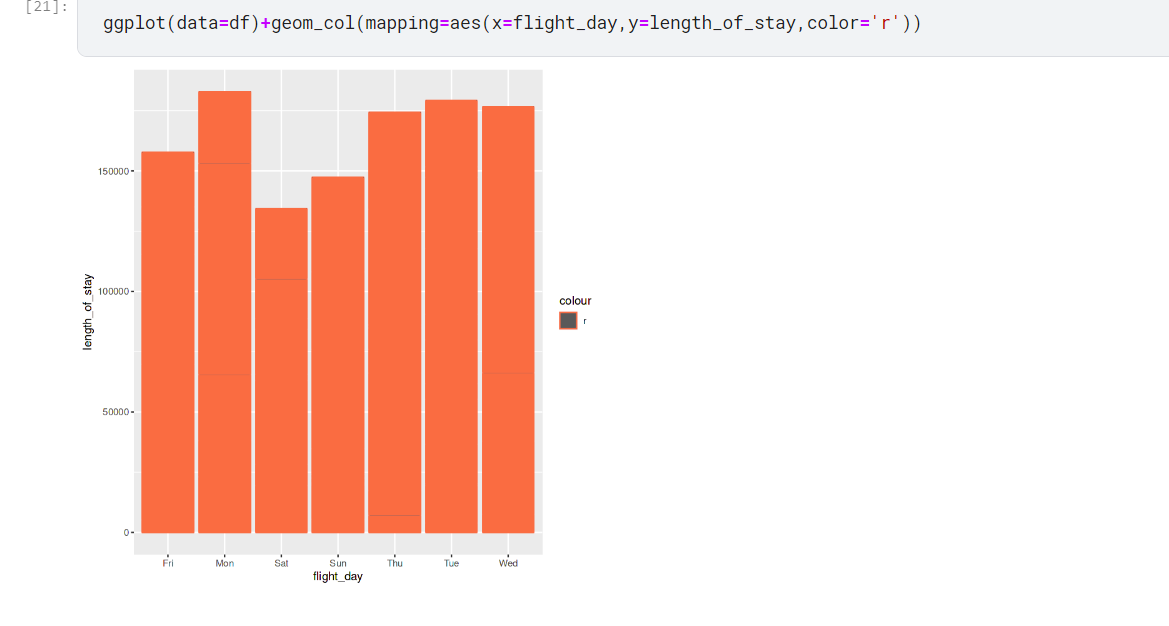 [21]:
ggplot(data=df)+geom_col(mapping=aes(x=flight_day,y=length_of_stay,color='r'))
150000
100000
50000
0
length_of_stay
Fri Mon Sat Sun Thu Tue Wed
flight_day
colour
r